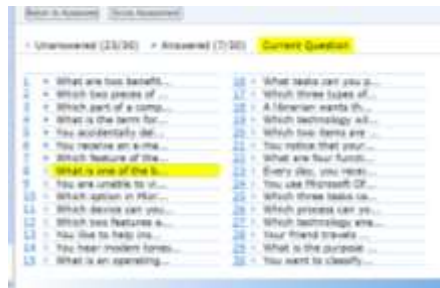 Return to Assessment Score Assessment
Unanswered (23/30) Answered (7/30) Current Question
1 What are two benefit...
2 Which two pieces of ...
3 Which part of a comp...
4 What is the term for...
5 You accidentally del...
6 You receive an e-ma...
7 Which feature of the...
8 What is one of the b...
9 You are unable to vi...
10 Which option in Micr...
11 Which device can you...
12 Which two features a...
13 You like to help ins...
14 You hear modem tones...
15 What is an operating...
16 What tasks can you p...
17 Which three types of...
18 A librarian wants th...
19 Which technology wil...
20 Which two items are ...
21 You notice that your...
22 What are four functi...
23 Every day, you recei...
24 You use Microsoft Of...
25 Which three tasks ca...
26 Which process can yo...
27 Which technology ena...
28 Your friend travels ...
29 What is the purpose ...
30 You want to classify...